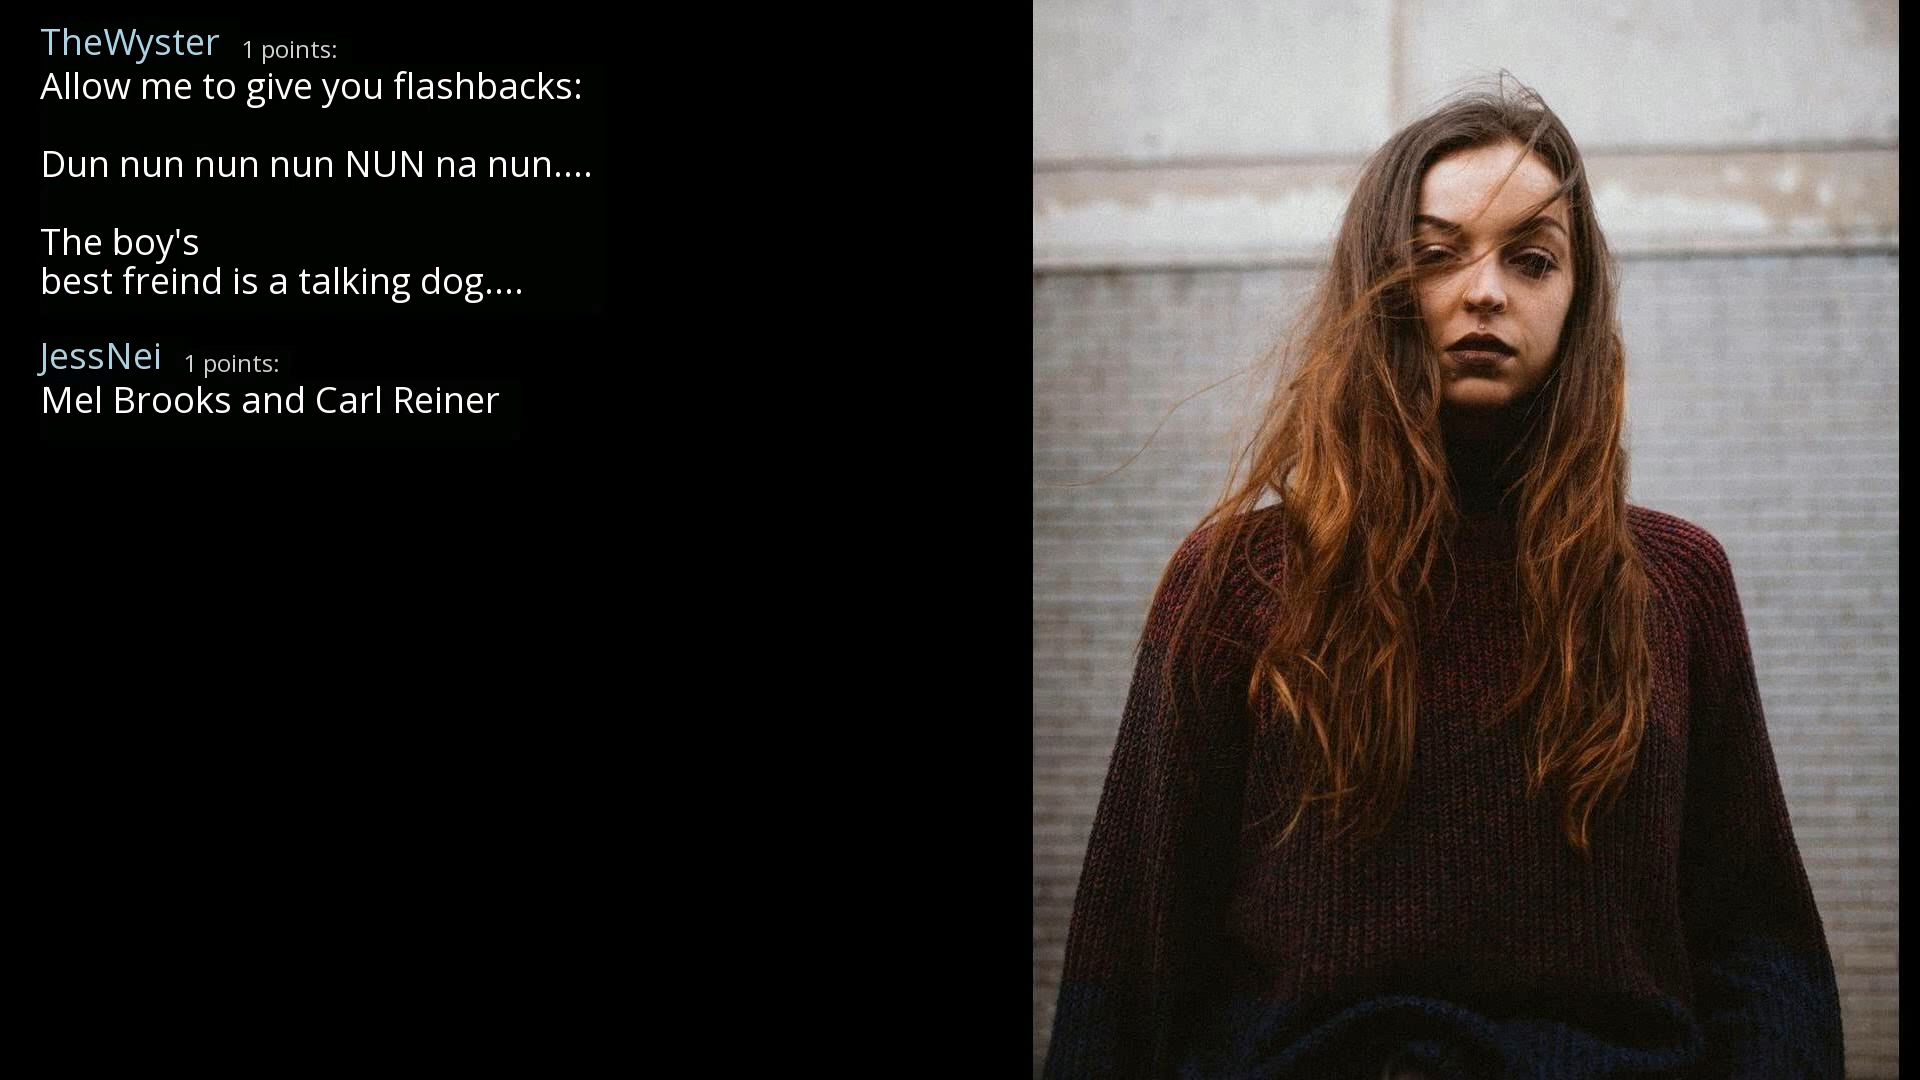 TheWyster 1 points:
Allow me to give you flashbacks:
Dun nun nun nun NUN na nun....
The boy's
best freind is a talking dog....
JessNei 1 points:
Mel Brooks and Carl Reiner